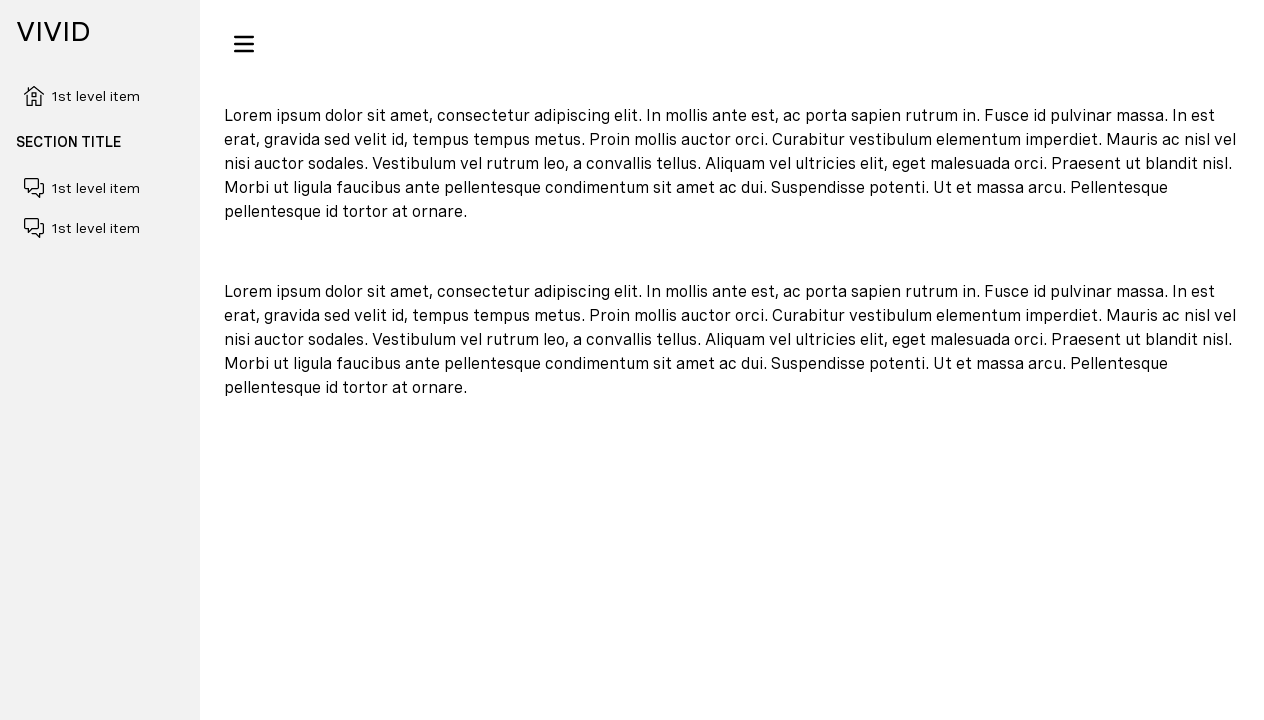 VIVID
1st level item
SECTION TITLE
1st level item
1st level item
Lorem ipsum dolor sit amet, consectetur adipiscing elit. In mollis ante est, ac porta sapien rutrum in. Fusce id pulvinar massa. In est
erat, gravida sed velit id, tempus tempus metus. Proin mollis auctor orci. Curabitur vestibulum elementum imperdiet. Mauris ac nisl vel
nisi auctor sodales. Vestibulum vel rutrum leo, a convallis tellus. Aliquam vel ultricies elit, eget malesuada orci. Praesent ut blandit nisl.
Morbi ut ligula faucibus ante pellentesque condimentum sit amet ac dui. Suspendisse potenti. Ut et massa arcu. Pellentesque
pellentesque id tortor at ornare.
Lorem ipsum dolor sit amet, consectetur adipiscing elit. In mollis ante est, ac porta sapien rutrum in. Fusce id pulvinar massa. In est
erat, gravida sed velit id, tempus tempus metus. Proin mollis auctor orci. Curabitur vestibulum elementum imperdiet. Mauris ac nisl vel
nisi auctor sodales. Vestibulum vel rutrum leo, a convallis tellus. Aliquam vel ultricies elit, eget malesuada orci. Praesent ut blandit nisl.
Morbi ut ligula faucibus ante pellentesque condimentum sit amet ac dui. Suspendisse potenti. Ut et massa arcu. Pellentesque
pellentesque id tortor at ornare.